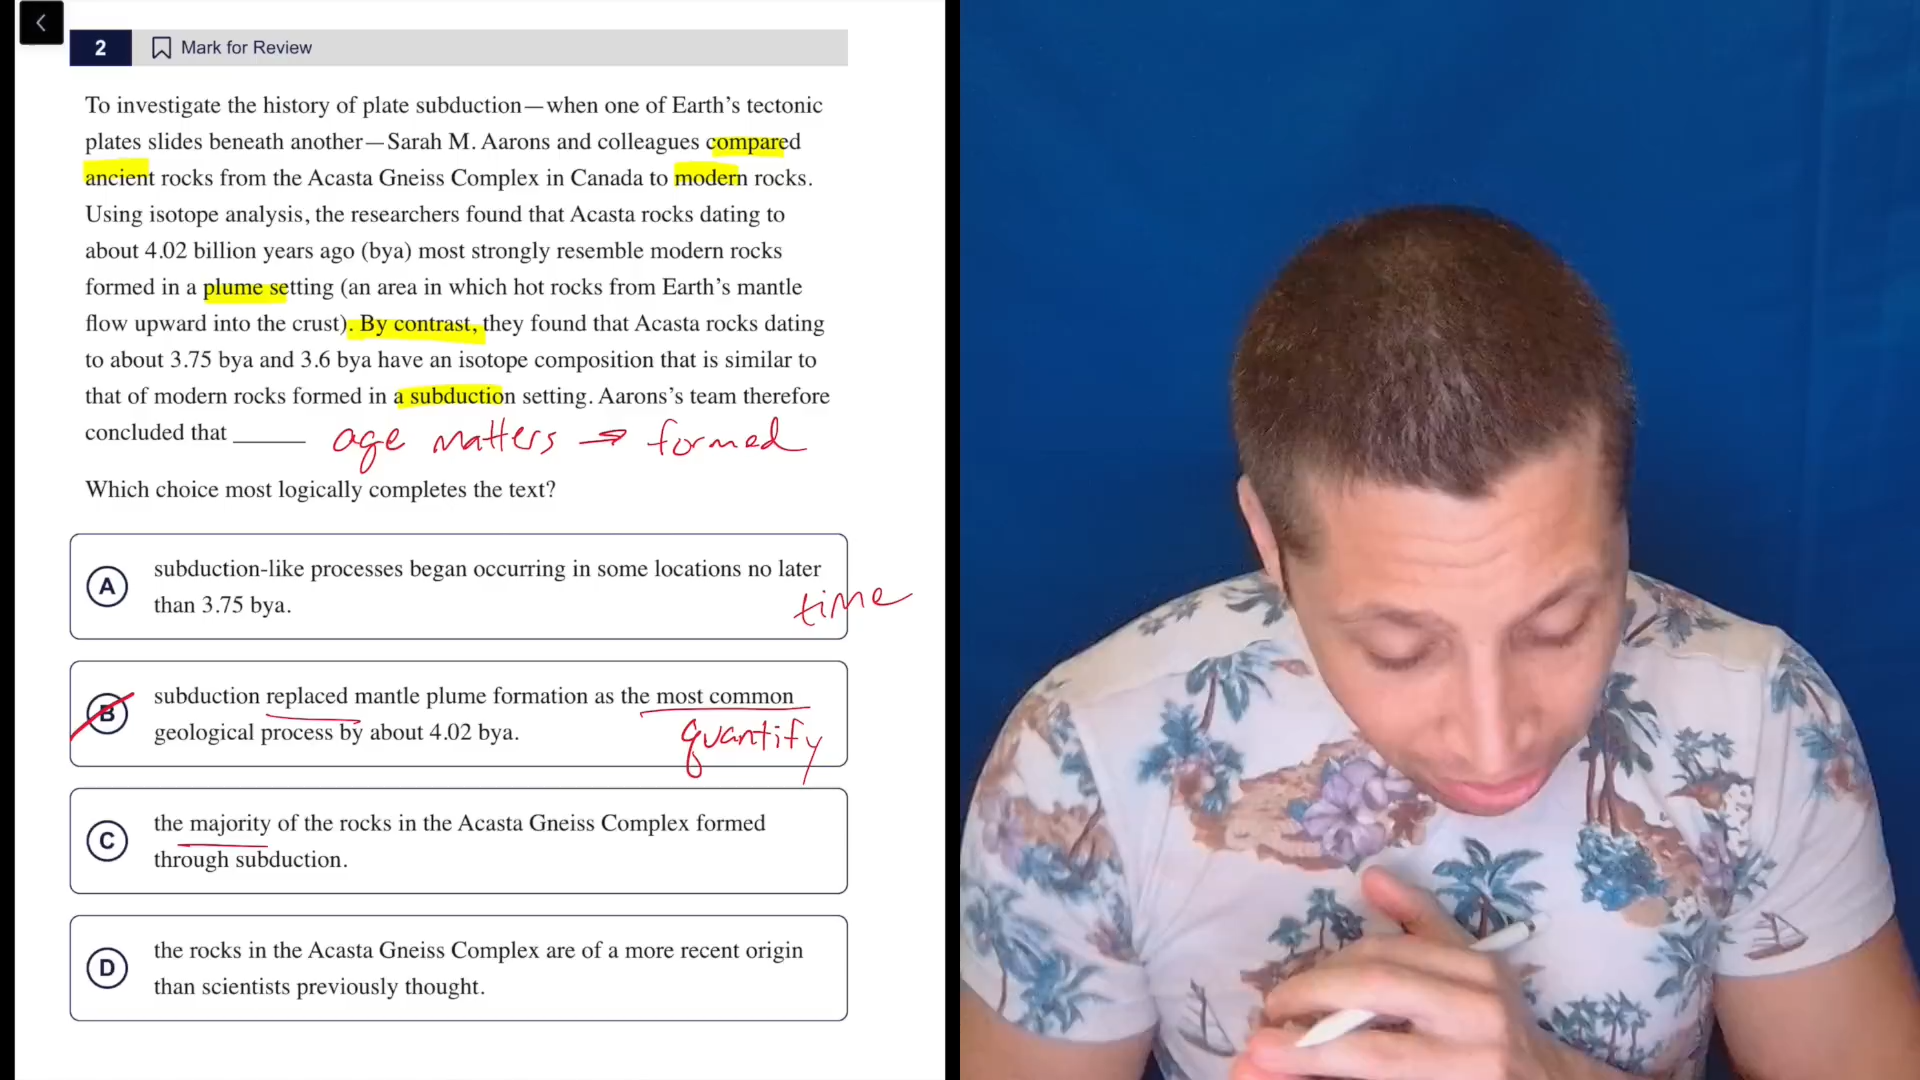 2 Mark for Review
To investigate the history of plate subduction—when one of Earth's tectonic
plates slides beneath another—Sarah M. Aarons and colleagues compared
ancient rocks from the Acasta Gneiss Complex in Canada to modern rocks.
Using isotope analysis, the researchers found that Acasta rocks dating to
about 4.02 billion years ago (bya) most strongly resemble modern rocks
formed in a plume setting (an area in which hot rocks from Earth's mantle
flow upward into the crust). By contrast, they found that Acasta rocks dating
to about 3.75 bya and 3.6 bya have an isotope composition that is similar to
that of modern rocks formed in a subduction setting. Aarons's team therefore
concluded that ______ age matters → formed
Which choice most logically completes the text?
A subduction-like processes began occurring in some locations no later
than 3.75 bya.
time
B subduction replaced mantle plume formation as the most common
geological process by about 4.02 bya.
quantify
C the majority of the rocks in the Acasta Gneiss Complex formed
through subduction.
D the rocks in the Acasta Gneiss Complex are of a more recent origin
than scientists previously thought.